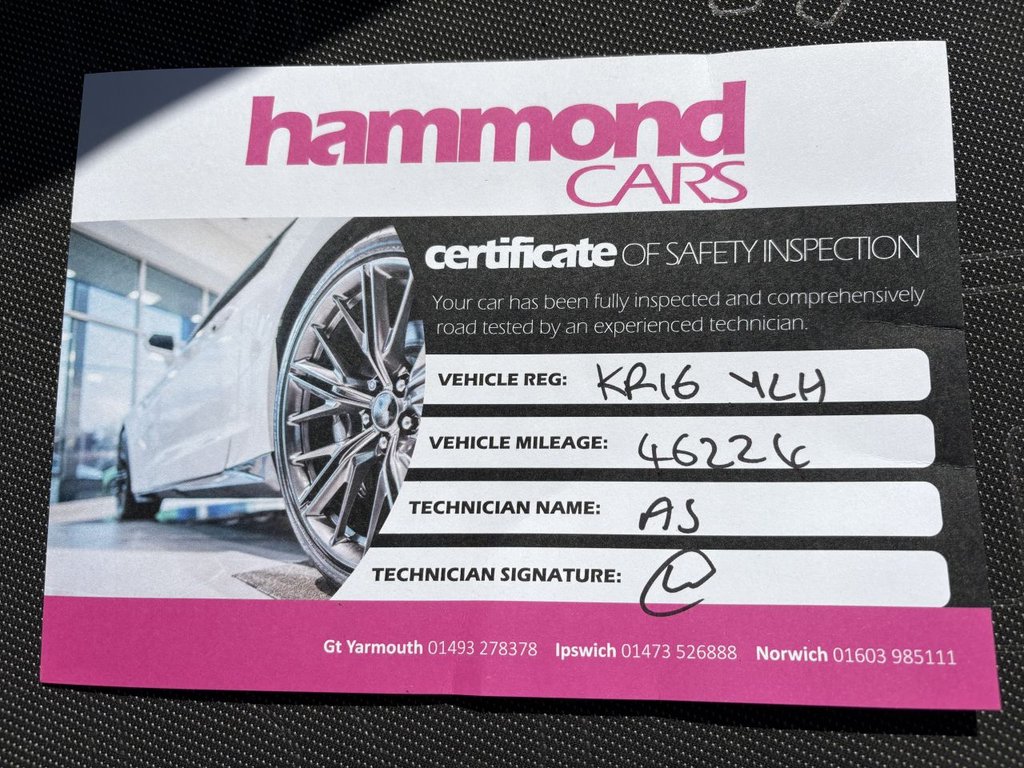 hammond
CARS
certificate OF SAFETY INSPECTION
Your car has been fully inspected and comprehensively
road tested by an experienced technician.
VEHICLE REG: KR16 YLH
VEHICLE MILEAGE: 46226
TECHNICIAN NAME: AS
TECHNICIAN SIGNATURE:
Gt Yarmouth 01493 278378 Ipswich 01473 526888 Norwich 01603 985111